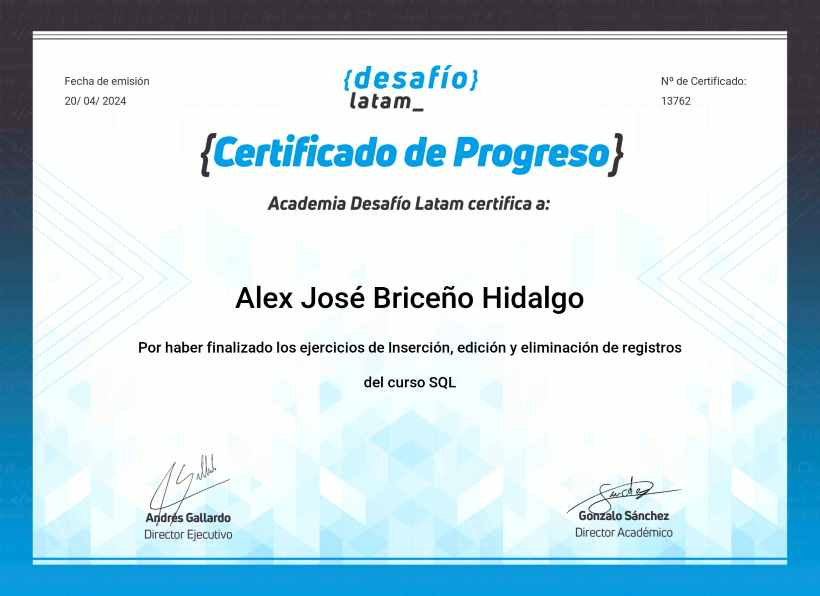 Fecha de emisión
20/ 04/ 2024
{desafío}
latam_
Nº de Certificado:
13762
{Certificado de Progreso}
Academia Desafío Latam certifica a:
Alex José Briceño Hidalgo
Por haber finalizado los ejercicios de Inserción, edición y eliminación de registros
del curso SQL
Andrés Gallardo
Director Ejecutivo
Gonzalo Sánchez
Director Académico